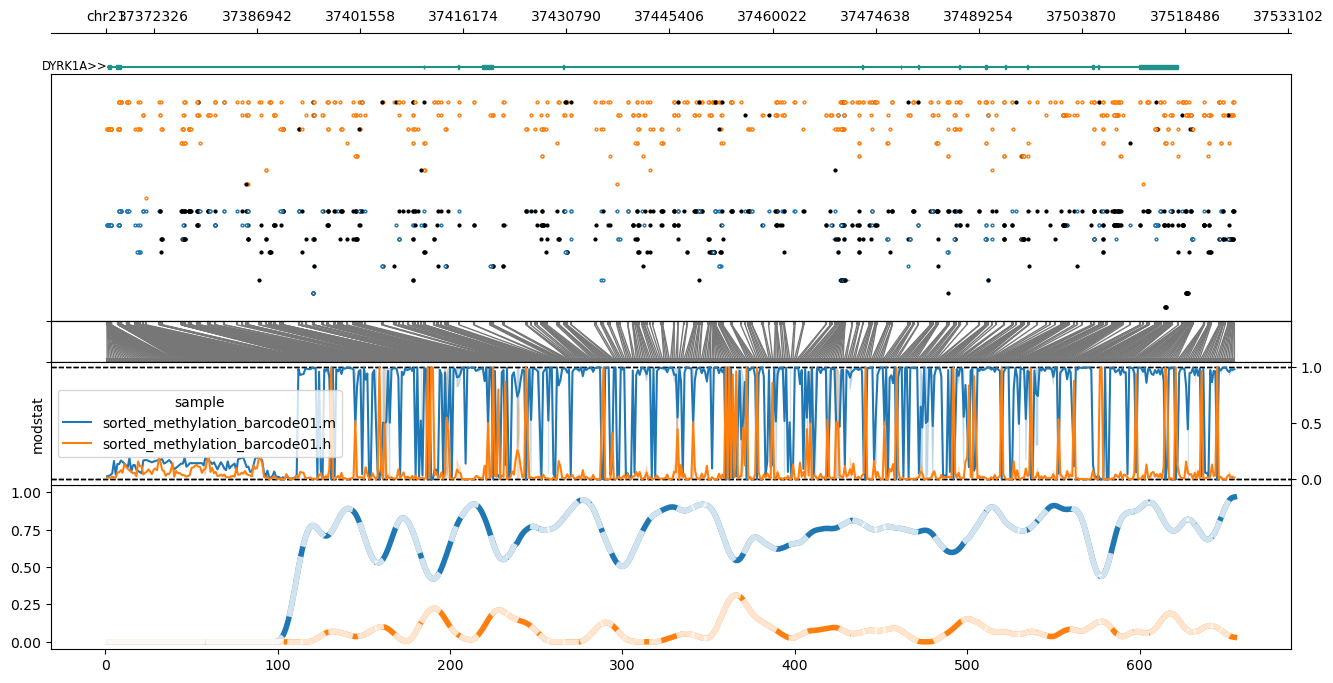 chr21 37372326 37386942 37401558 37416174 37430790 37445406 37460022 37474638 37489254 37503870 37518486 37533102
DYRK1A>>
modstat
sample
sorted_methylation_barcode01.m
sorted_methylation_barcode01.h
1.0
0.5
0.0
1.00
0.75
0.50
0.25
0.00
0 100 200 300 400 500 600